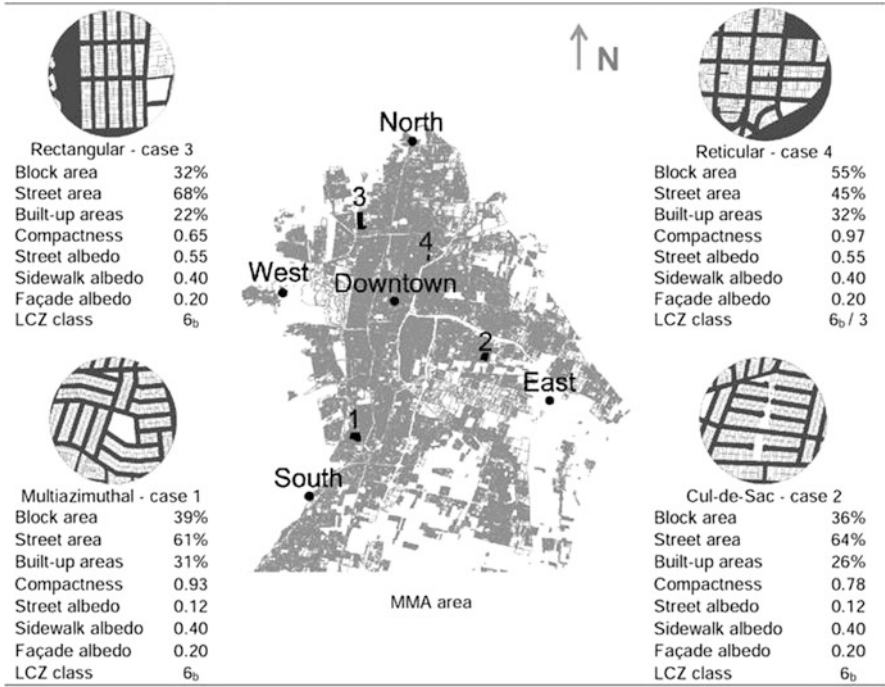 N
Rectangular - case 3
Block area 32%
Street area 68%
Built-up areas 22%
Compactness 0.65
Street albedo 0.55
Sidewalk albedo 0.40
Façade albedo 0.20
LCZ class 6b
Reticular - case 4
Block area 55%
Street area 45%
Built-up areas 32%
Compactness 0.97
Street albedo 0.55
Sidewalk albedo 0.40
Façade albedo 0.20
LCZ class 6b / 3
North
3
4
West
Downtown
2
East
1
South
MMA area
Multiazimuthal - case 1
Block area 39%
Street area 61%
Built-up areas 31%
Compactness 0.93
Street albedo 0.12
Sidewalk albedo 0.40
Façade albedo 0.20
LCZ class 6b
Cul-de-Sac - case 2
Block area 36%
Street area 64%
Built-up areas 26%
Compactness 0.78
Street albedo 0.12
Sidewalk albedo 0.40
Façade albedo 0.20
LCZ class 6b